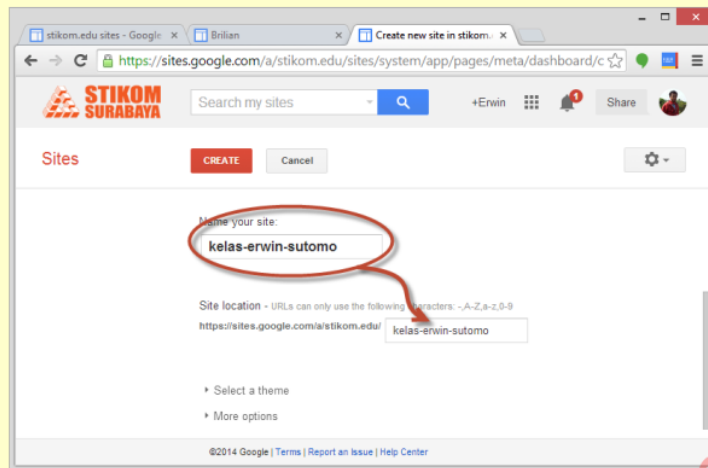 stikom.edu sites - Google
Brilian
Create new site in stikom.
https://sites.google.com/a/stikom.edu/sites/system/app/pages/meta/dashboard/c
STIKOM
SURABAYA
Search my sites
+Erwin
1
Share
Sites
CREATE
Cancel
Name your site:
kelas-erwin-sutomo
Site location - URLs can only use the following characters: -,A-Z,a-z,0-9
https://sites.google.com/a/stikom.edu/ kelas-erwin-sutomo
Select a theme
More options
©2014 Google | Terms | Report an Issue | Help Center